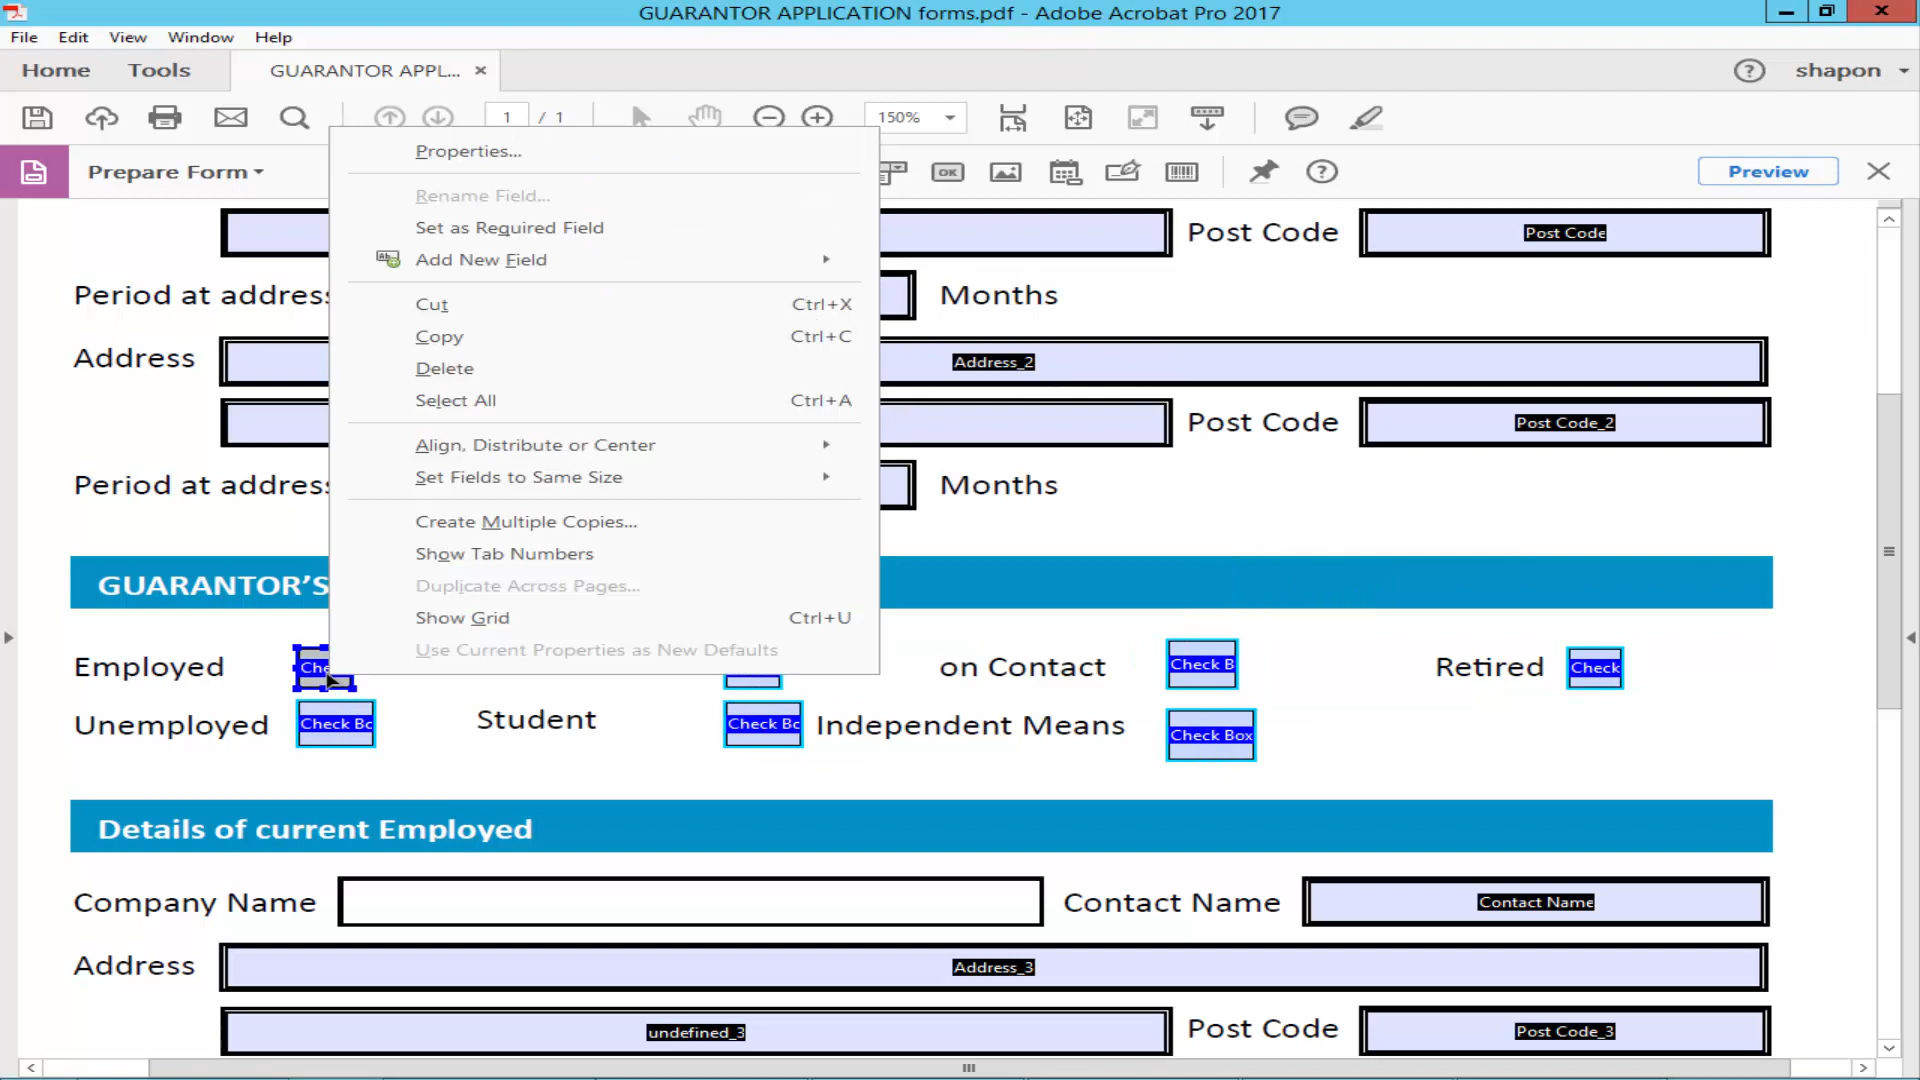 GUARANTOR APPLICATION forms.pdf - Adobe Acrobat Pro 2017
File Edit View Window Help
Home Tools GUARANTOR APPL... × shapon
1 / 1 150%
Prepare Form OK Preview
Properties...
Rename Field...
Set as Required Field
Add New Field
Cut Ctrl+X
Copy Ctrl+C
Delete
Select All Ctrl+A
Align, Distribute or Center
Set Fields to Same Size
Create Multiple Copies...
Show Tab Numbers
Duplicate Across Pages...
Show Grid Ctrl+U
Use Current Properties as New Defaults
Post Code Post Code
Period at address Months
Address Address_2
Post Code Post Code_2
Period at address Months
GUARANTOR’S
Employed Che on Contact Check B Retired Check
Unemployed Check Bo Student Check Bo Independent Means Check Box
Details of current Employed
Company Name Contact Name Contact Name
Address Address_3
undefined_3 Post Code Post Code_3